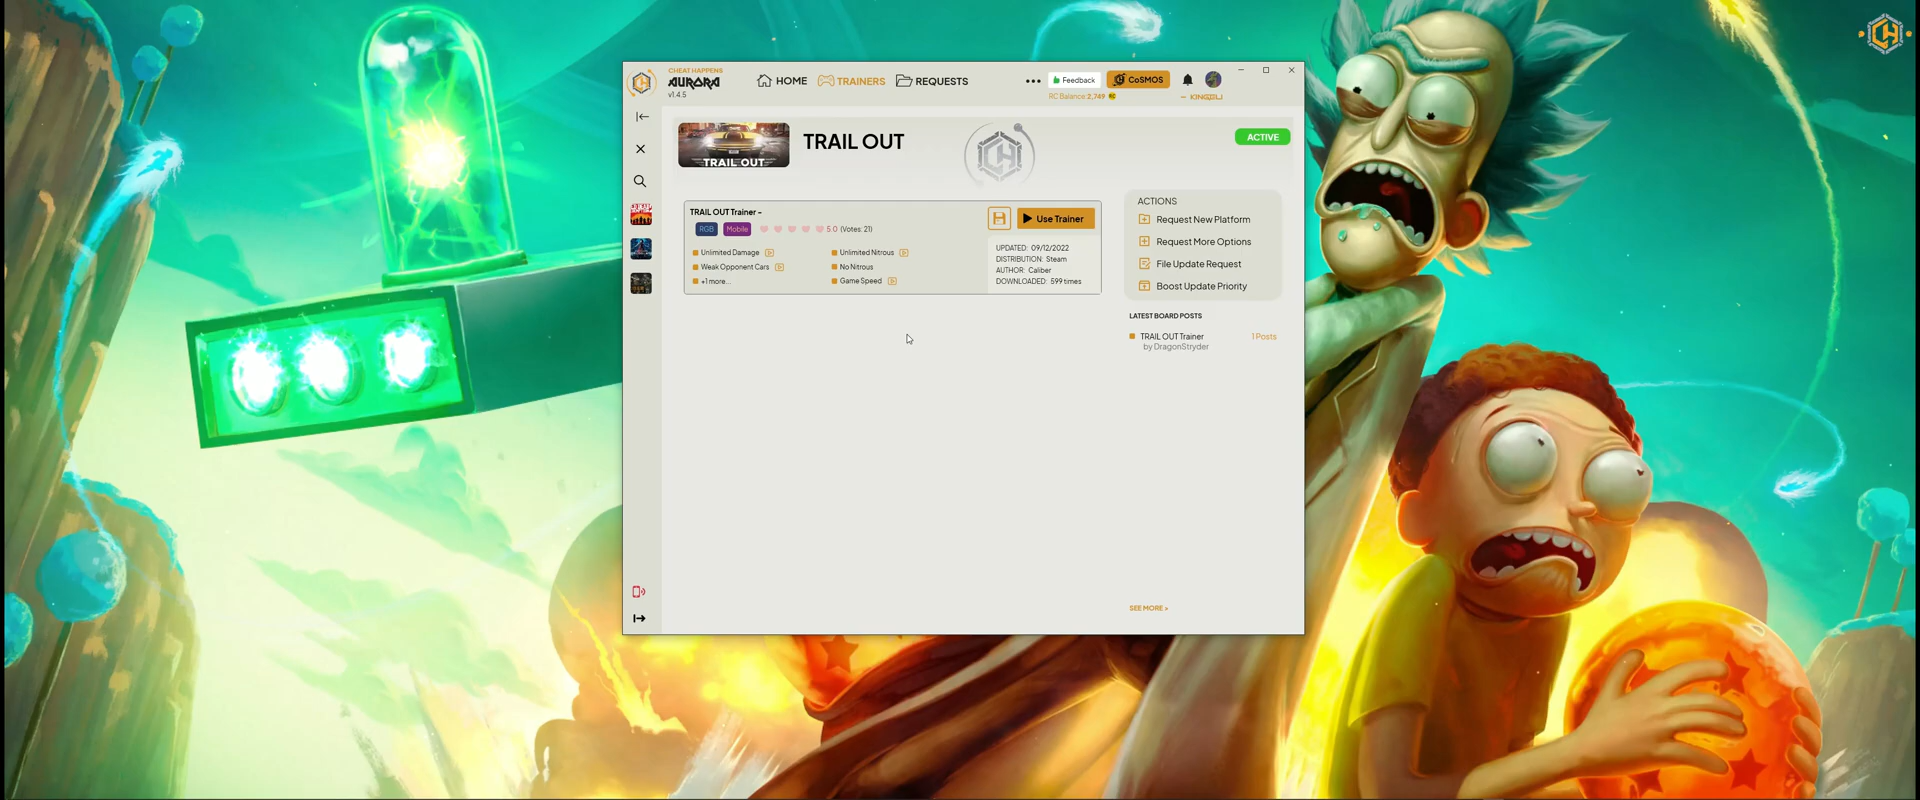 CHEAT HAPPENS
AURORA
v1.4.5
HOME
TRAINERS
REQUESTS
Feedback
CoSMOS
RC Balance: 2,749
TRAIL OUT
TRAIL OUT
ACTIVE
TRAIL OUT Trainer -
Use Trainer
RGB
Mobile
5.0 (Votes: 21)
Unlimited Damage
Unlimited Nitrous
Weak Opponent Cars
No Nitrous
+1 more...
Game Speed
UPDATED: 09/12/2022
DISTRIBUTION: Steam
AUTHOR: Caliber
DOWNLOADED: 599 times
ACTIONS
Request New Platform
Request More Options
File Update Request
Boost Update Priority
LATEST BOARD POSTS
TRAIL OUT Trainer
1 Posts
by DragonStryder
SEE MORE >